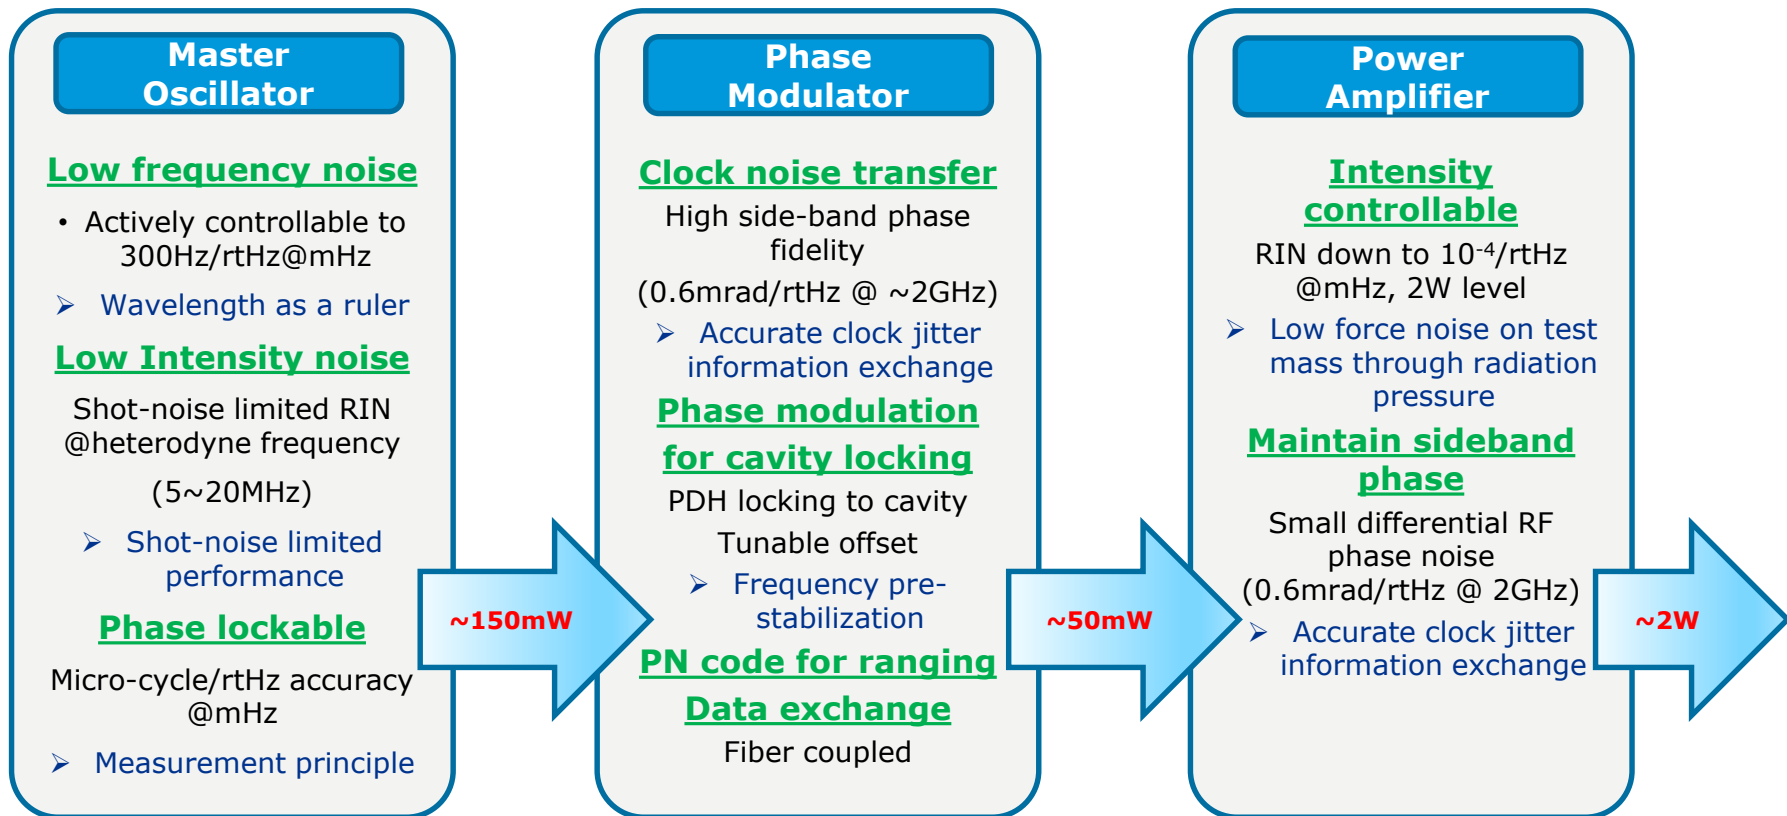 Master
Oscillator
Low frequency noise
• Actively controllable to
300Hz/rtHz@mHz
➢ Wavelength as a ruler
Low Intensity noise
Shot-noise limited RIN
@heterodyne frequency
(5~20MHz)
➢ Shot-noise limited
performance
Phase lockable
Micro-cycle/rtHz accuracy
@mHz
➢ Measurement principle
~150mW
Phase
Modulator
Clock noise transfer
High side-band phase
fidelity
(0.6mrad/rtHz @ ~2GHz)
➢ Accurate clock jitter
information exchange
Phase modulation
for cavity locking
PDH locking to cavity
Tunable offset
➢ Frequency pre-
stabilization
PN code for ranging
Data exchange
Fiber coupled
~50mW
Power
Amplifier
Intensity
controllable
RIN down to 10⁻⁴/rtHz
@mHz, 2W level
➢ Low force noise on test
mass through radiation
pressure
Maintain sideband
phase
Small differential RF
phase noise
(0.6mrad/rtHz @ 2GHz)
➢ Accurate clock jitter
information exchange
~2W